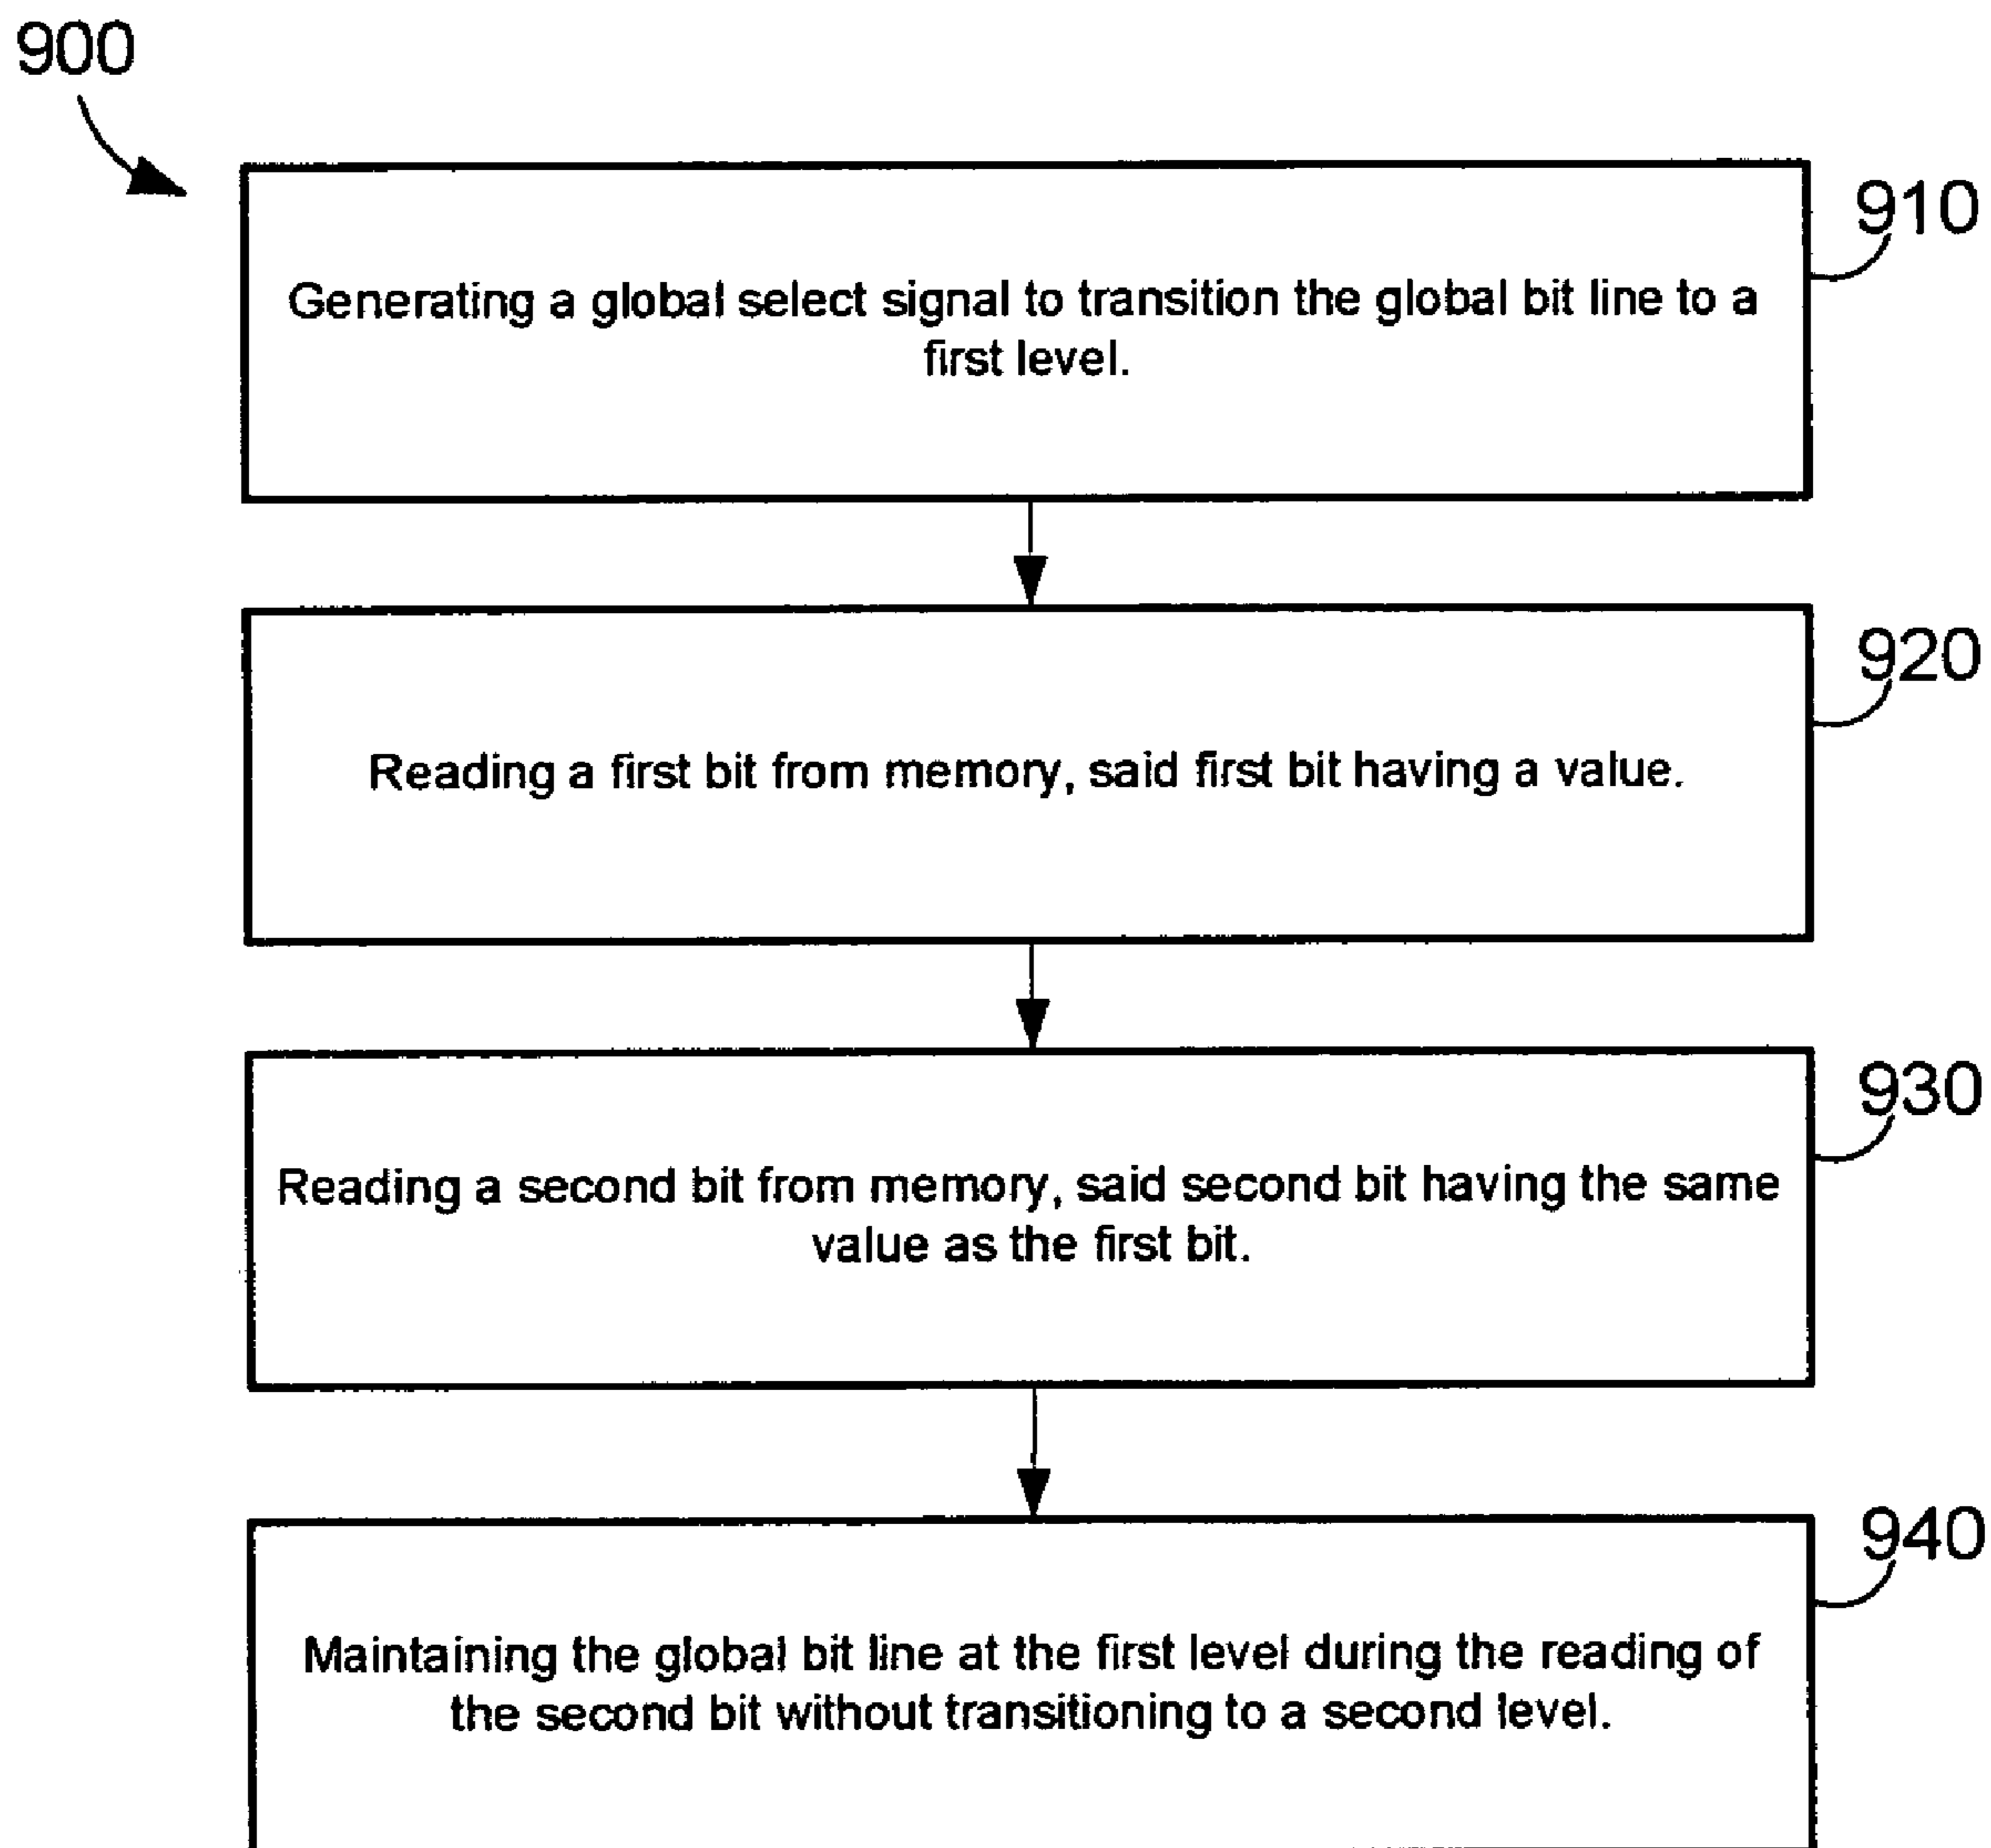 900
910
Generating a global select signal to transition the global bit line to a
first level.
920
Reading a first bit from memory, said first bit having a value.
930
Reading a second bit from memory, said second bit having the same
value as the first bit.
940
Maintaining the global bit line at the first level during the reading of
the second bit without transitioning to a second level.